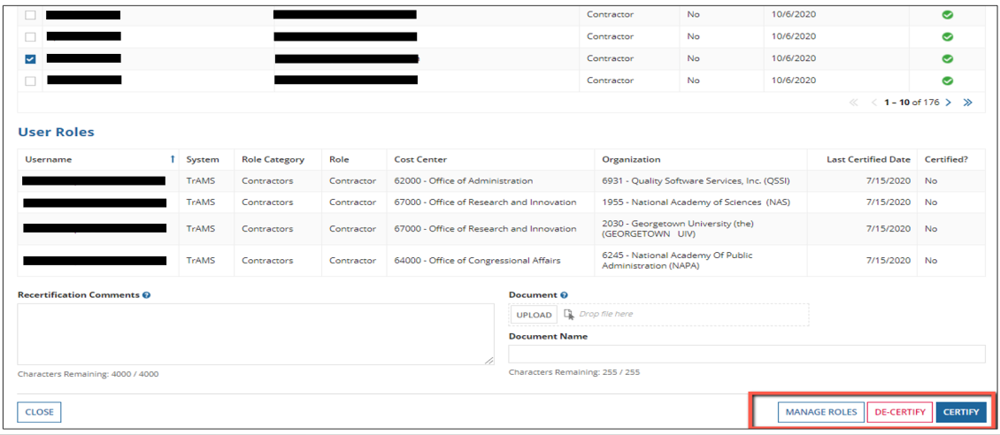 Contractor No 10/6/2020
Contractor No 10/6/2020
Contractor No 10/6/2020
Contractor No 10/6/2020
1 – 10 of 176
User Roles
Username System Role Category Role Cost Center Organization Last Certified Date Certified?
TrAMS Contractors Contractor 62000 - Office of Administration 6931 - Quality Software Services, Inc. (QSSI) 7/15/2020 No
TrAMS Contractors Contractor 67000 - Office of Research and Innovation 1955 - National Academy of Sciences (NAS) 7/15/2020 No
TrAMS Contractors Contractor 67000 - Office of Research and Innovation 2030 - Georgetown University (the) 7/15/2020 No
(GEORGETOWN UIV)
TrAMS Contractors Contractor 64000 - Office of Congressional Affairs 6245 - National Academy Of Public 7/15/2020 No
Administration (NAPA)
Recertification Comments Document
UPLOAD Drop file here
Document Name
Characters Remaining: 4000 / 4000 Characters Remaining: 255 / 255
CLOSE MANAGE ROLES DE-CERTIFY CERTIFY